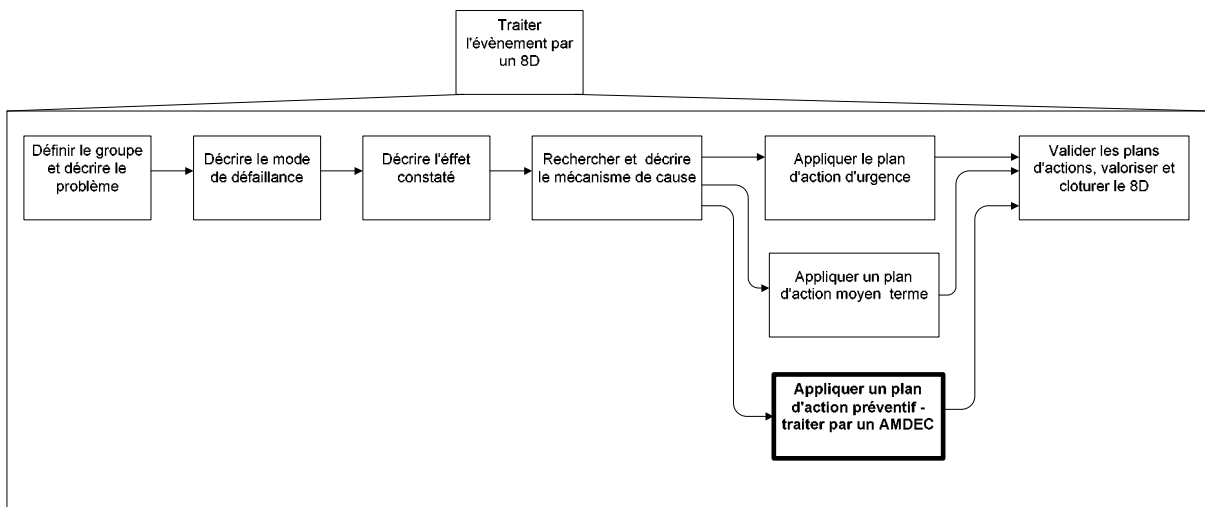 Traiter
l'évènement par
un 8D
Définir le groupe
et décrire le
problème
Décrire le mode
de défaillance
Décrire l'éffet
constaté
Rechercher et décrire
le mécanisme de cause
Appliquer le plan
d'action d'urgence
Valider les plans
d'actions, valoriser et
cloturer le 8D
Appliquer un plan
d'action moyen terme
Appliquer un plan
d'action préventif -
traiter par un AMDEC